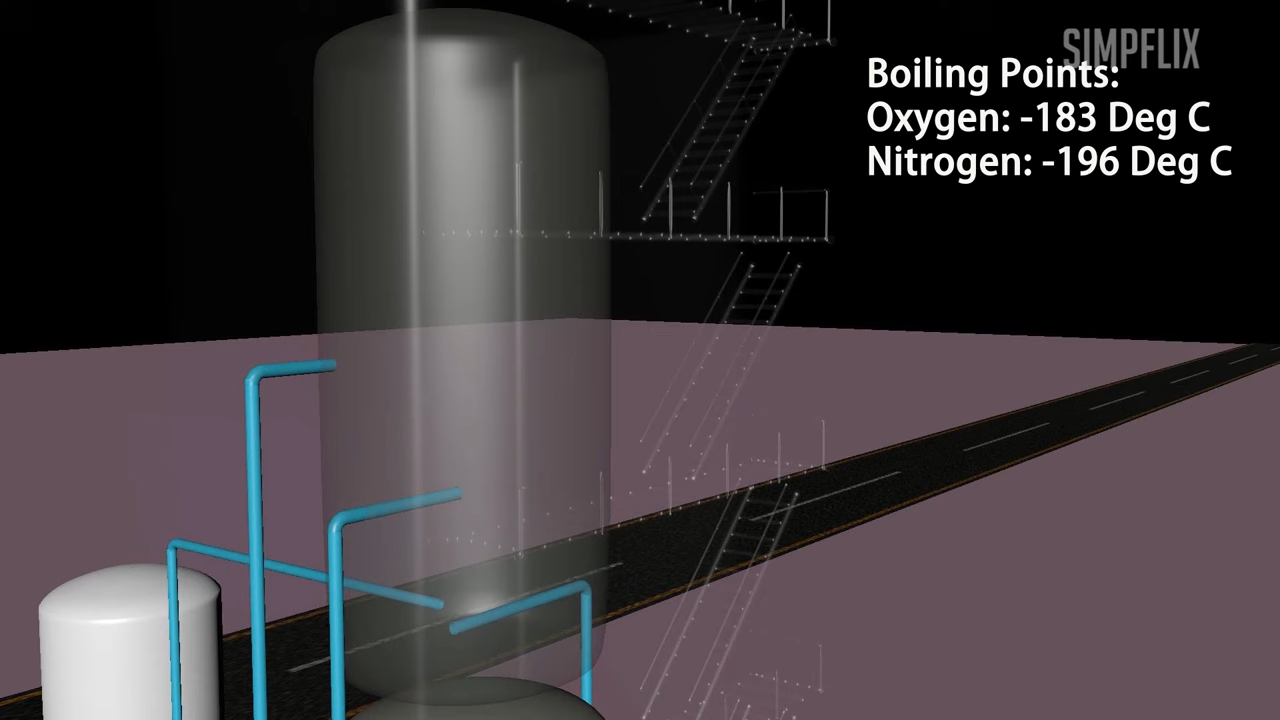 SIMPFLIX
Boiling Points:
Oxygen: -183 Deg C
Nitrogen: -196 Deg C